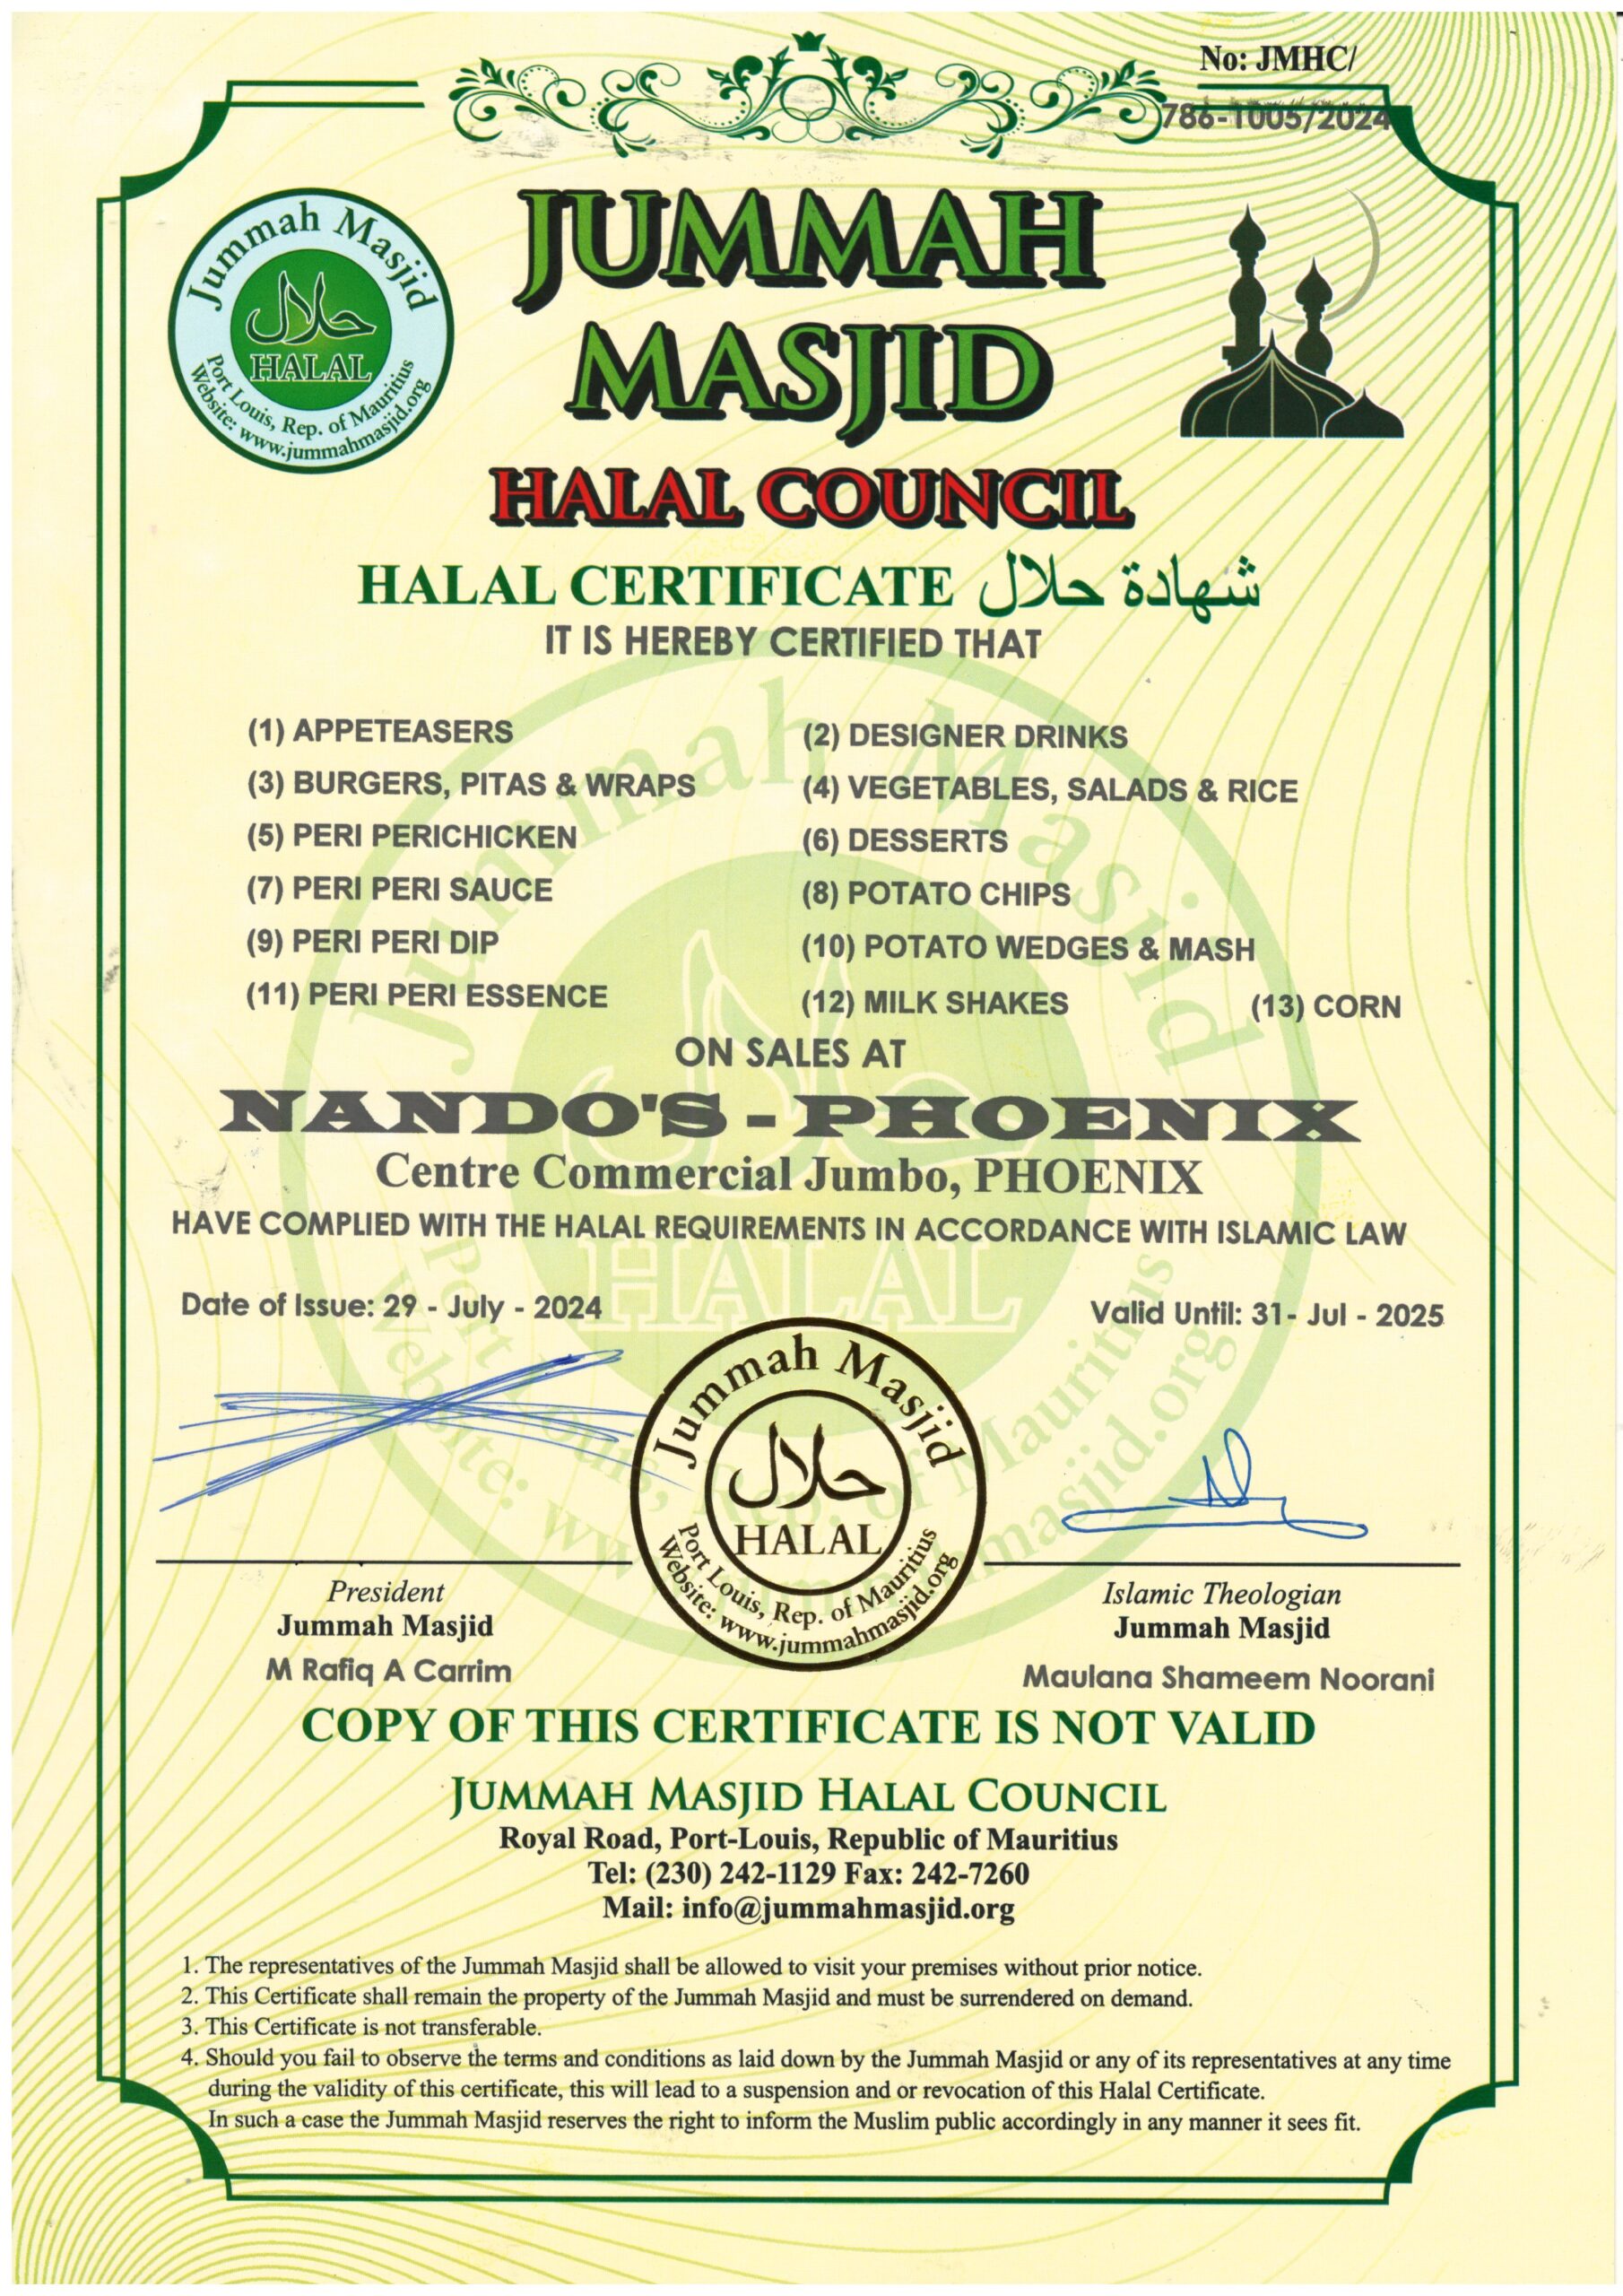 No: JMHC/
786-1005/2024
Jummah Masjid
حلال
HALAL
Port Louis, Rep. of Mauritius
Website: www.jummahmasjid.org
JUMMAH
MASJID
HALAL COUNCIL
HALAL CERTIFICATE شهادة حلال
IT IS HEREBY CERTIFIED THAT
(1) APPETEASERS (2) DESIGNER DRINKS
(3) BURGERS, PITAS & WRAPS (4) VEGETABLES, SALADS & RICE
(5) PERI PERICHICKEN (6) DESSERTS
(7) PERI PERI SAUCE (8) POTATO CHIPS
(9) PERI PERI DIP (10) POTATO WEDGES & MASH
(11) PERI PERI ESSENCE (12) MILK SHAKES (13) CORN
ON SALES AT
NANDO'S - PHOENIX
Centre Commercial Jumbo, PHOENIX
HAVE COMPLIED WITH THE HALAL REQUIREMENTS IN ACCORDANCE WITH ISLAMIC LAW
Date of Issue: 29 - July - 2024 Valid Until: 31- Jul - 2025
Jummah Masjid
حلال
HALAL
Port Louis, Rep. of Mauritius
Website: www.jummahmasjid.org
President
Jummah Masjid
M Rafiq A Carrim
Islamic Theologian
Jummah Masjid
Maulana Shameem Noorani
COPY OF THIS CERTIFICATE IS NOT VALID
JUMMAH MASJID HALAL COUNCIL
Royal Road, Port-Louis, Republic of Mauritius
Tel: (230) 242-1129 Fax: 242-7260
Mail: info@jummahmasjid.org
1. The representatives of the Jummah Masjid shall be allowed to visit your premises without prior notice.
2. This Certificate shall remain the property of the Jummah Masjid and must be surrendered on demand.
3. This Certificate is not transferable.
4. Should you fail to observe the terms and conditions as laid down by the Jummah Masjid or any of its representatives at any time
during the validity of this certificate, this will lead to a suspension and or revocation of this Halal Certificate.
In such a case the Jummah Masjid reserves the right to inform the Muslim public accordingly in any manner it sees fit.